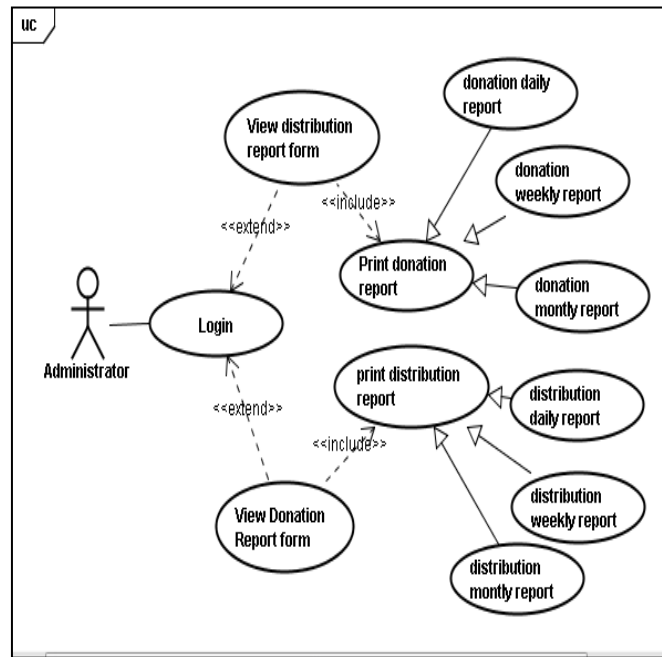 uc
donation daily
report
View distribution
report form
donation
weekly report
<<include>>
<<extend>>
Print donation
report
donation
montly report
Login
Administrator
print distribution
report
distribution
daily report
<<extend>>
<<include>>
View Donation
Report form
distribution
weekly report
distribution
montly report